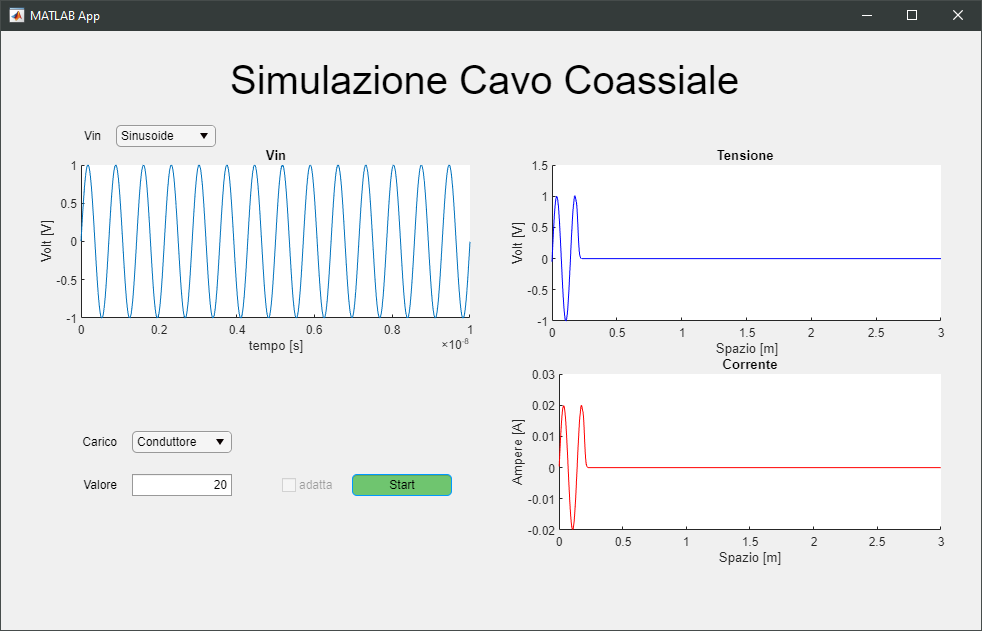 MATLAB App
Simulazione Cavo Coassiale
Vin Sinusoide
Vin
1
0.5
0
-0.5
-1
Volt [V]
0 0.2 0.4 0.6 0.8 1
tempo [s]
×10⁻⁸
Carico Conduttore
Valore 20
adatta
Start
Tensione
1.5
1
0.5
0
-0.5
-1
Volt [V]
0 0.5 1 1.5 2 2.5 3
Spazio [m]
Corrente
0.03
0.02
0.01
0
-0.01
-0.02
Ampere [A]
0 0.5 1 1.5 2 2.5 3
Spazio [m]